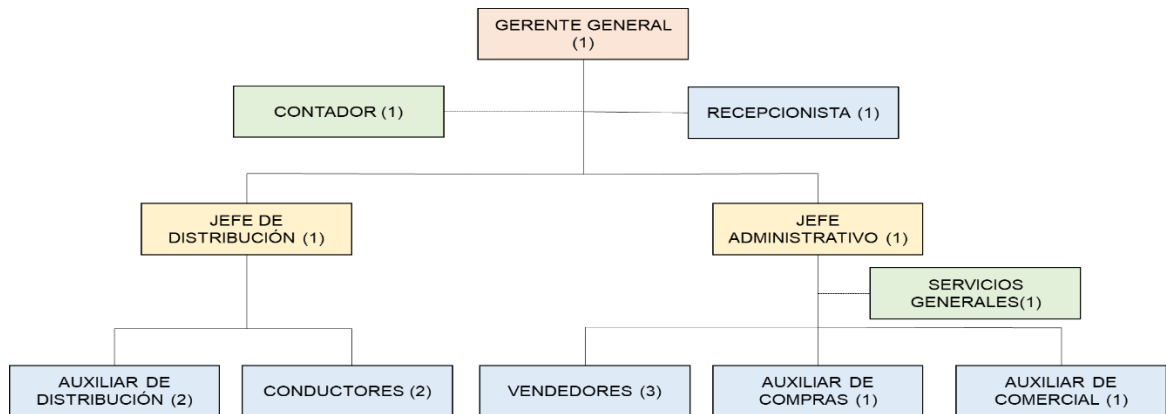 GERENTE GENERAL
(1)
CONTADOR (1)
RECEPCIONISTA (1)
JEFE DE
DISTRIBUCIÓN (1)
JEFE
ADMINISTRATIVO (1)
SERVICIOS
GENERALES(1)
AUXILIAR DE
DISTRIBUCIÓN (2)
CONDUCTORES (2)
VENDEDORES (3)
AUXILIAR DE
COMPRAS (1)
AUXILIAR DE
COMERCIAL (1)